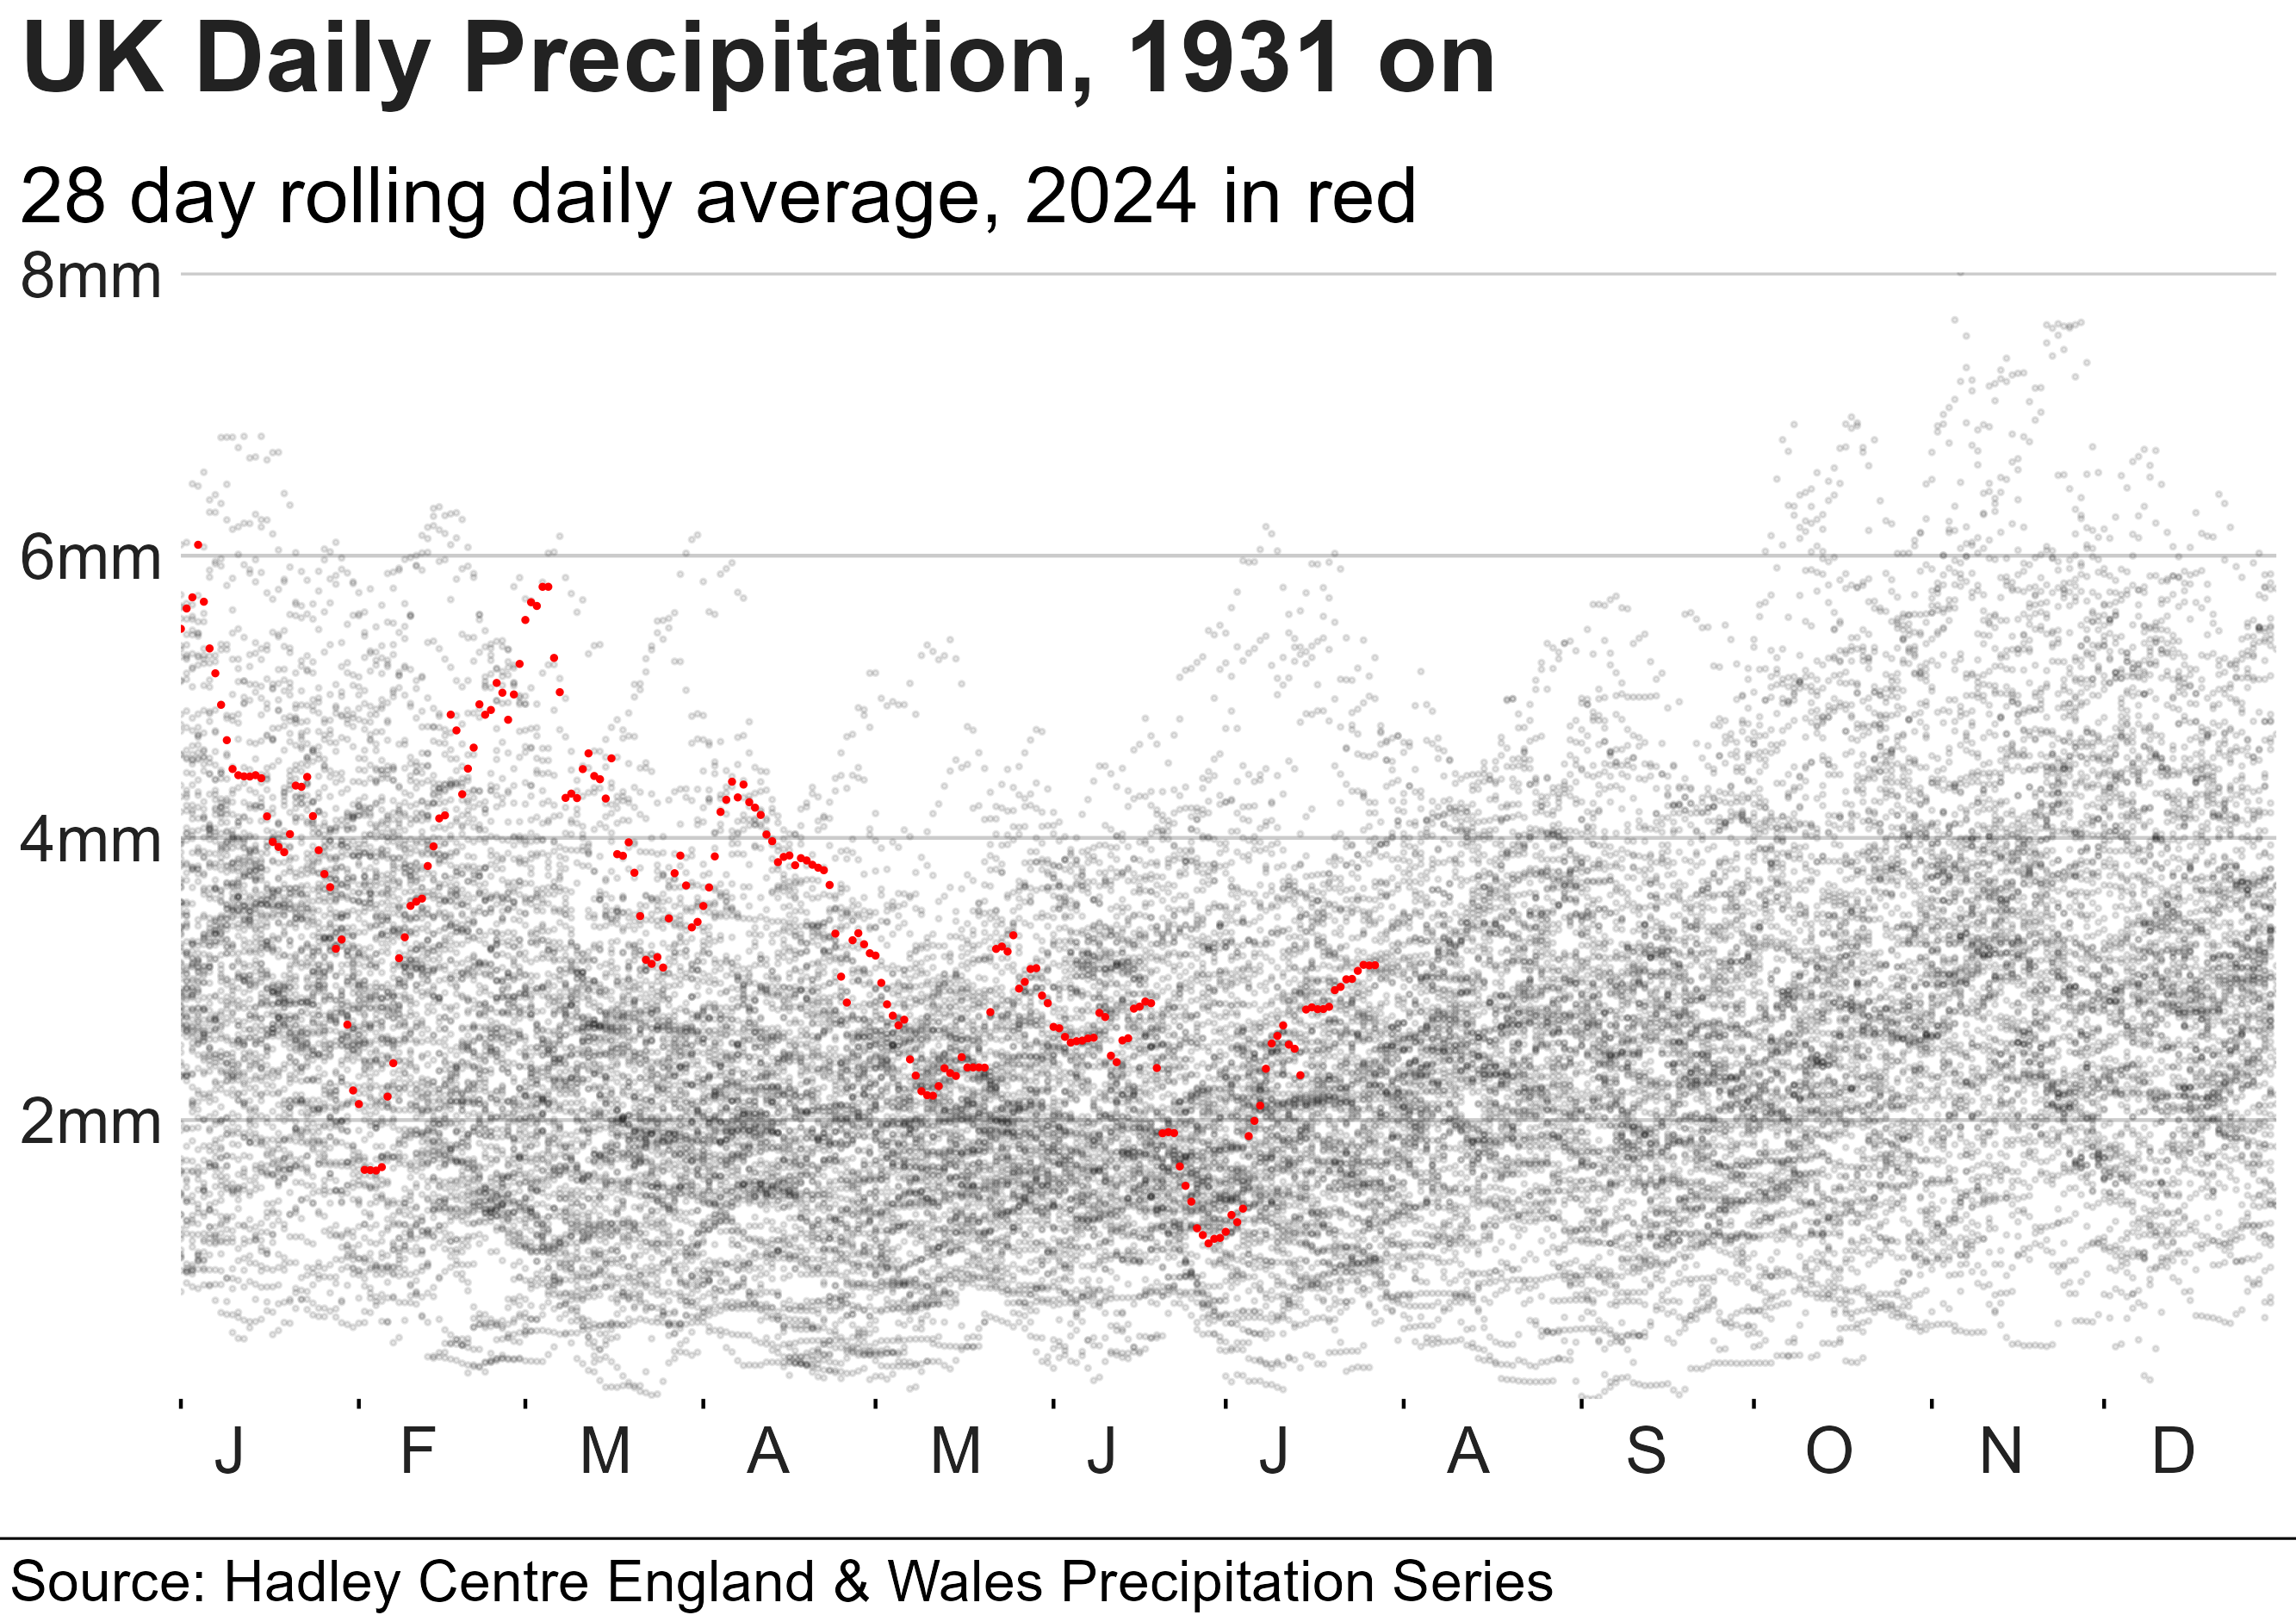 UK Daily Precipitation, 1931 on
28 day rolling daily average, 2024 in red
8mm
6mm
4mm
2mm
J F M A M J J A S O N D
Source: Hadley Centre England & Wales Precipitation Series